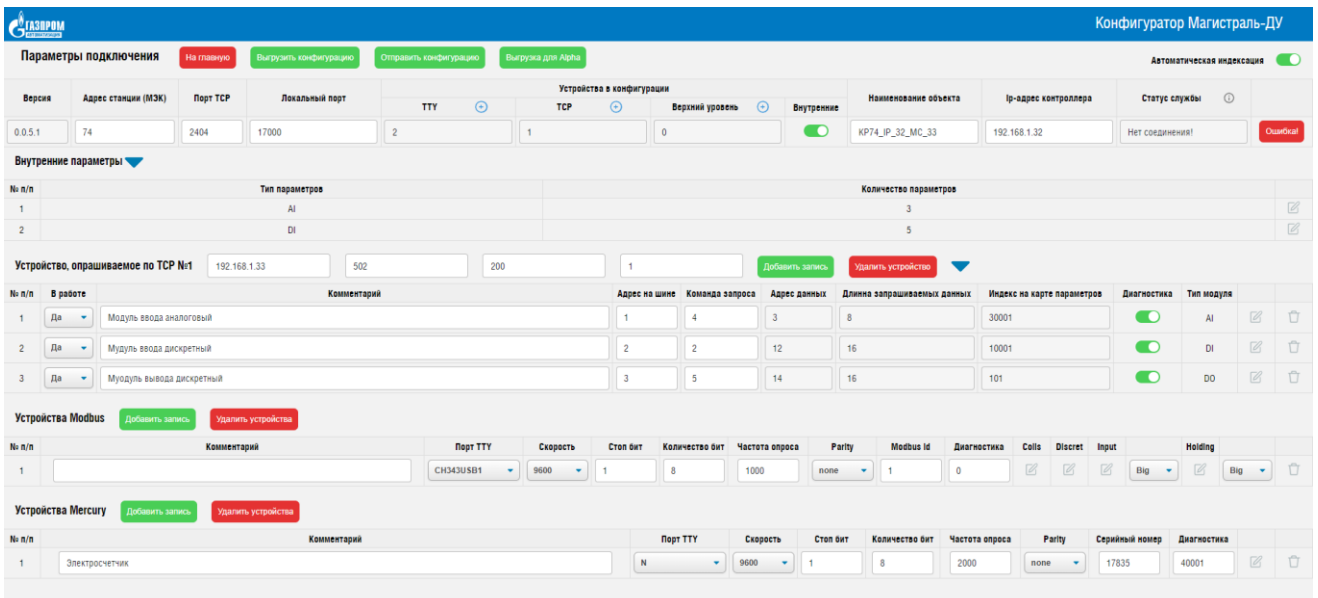 ГАЗПРОМ
АВТОМАТИЗАЦИЯ
Конфигуратор Магистраль-ДУ
Параметры подключения На главную Выгрузить конфигурацию Отправить конфигурацию Выгрузка для Alpha Автоматическая индексация
Версия Адрес станции (МЭК) Порт TCP Локальный порт Устройства в конфигурации Наименование объекта Ip-адрес контроллера Статус службы
TTY TCP Верхний уровень Внутренние
0.0.5.1 74 2404 17000 2 1 0 KP74_IP_32_MC_33 192.168.1.32 Нет соединения! Ошибка!
Внутренние параметры
№ п/п Тип параметров Количество параметров
1 AI 3
2 DI 5
Устройство, опрашиваемое по TCP №1 192.168.1.33 502 200 1 Добавить запись Удалить устройство
№ п/п В работе Комментарий Адрес на шине Команда запроса Адрес данных Длинна запрашиваемых данных Индекс на карте параметров Диагностика Тип модуля
1 Да Модуль ввода аналоговый 1 4 3 8 30001 AI
2 Да Мудуль ввода дискретный 2 2 12 16 10001 DI
3 Да Муодуль вывода дискретный 3 5 14 16 101 DO
Устройства Modbus Добавить запись Удалить устройства
№ п/п Комментарий Порт TTY Скорость Стоп бит Количество бит Частота опроса Parity Modbus Id Диагностика Coils Discret Input Holding
1 CH343USB1 9600 1 8 1000 none 1 0 Big Big
Устройства Mercury Добавить запись Удалить устройства
№ п/п Комментарий Порт TTY Скорость Стоп бит Количество бит Частота опроса Parity Серийный номер Диагностика
1 Электросчетчик N 9600 1 8 2000 none 17835 40001